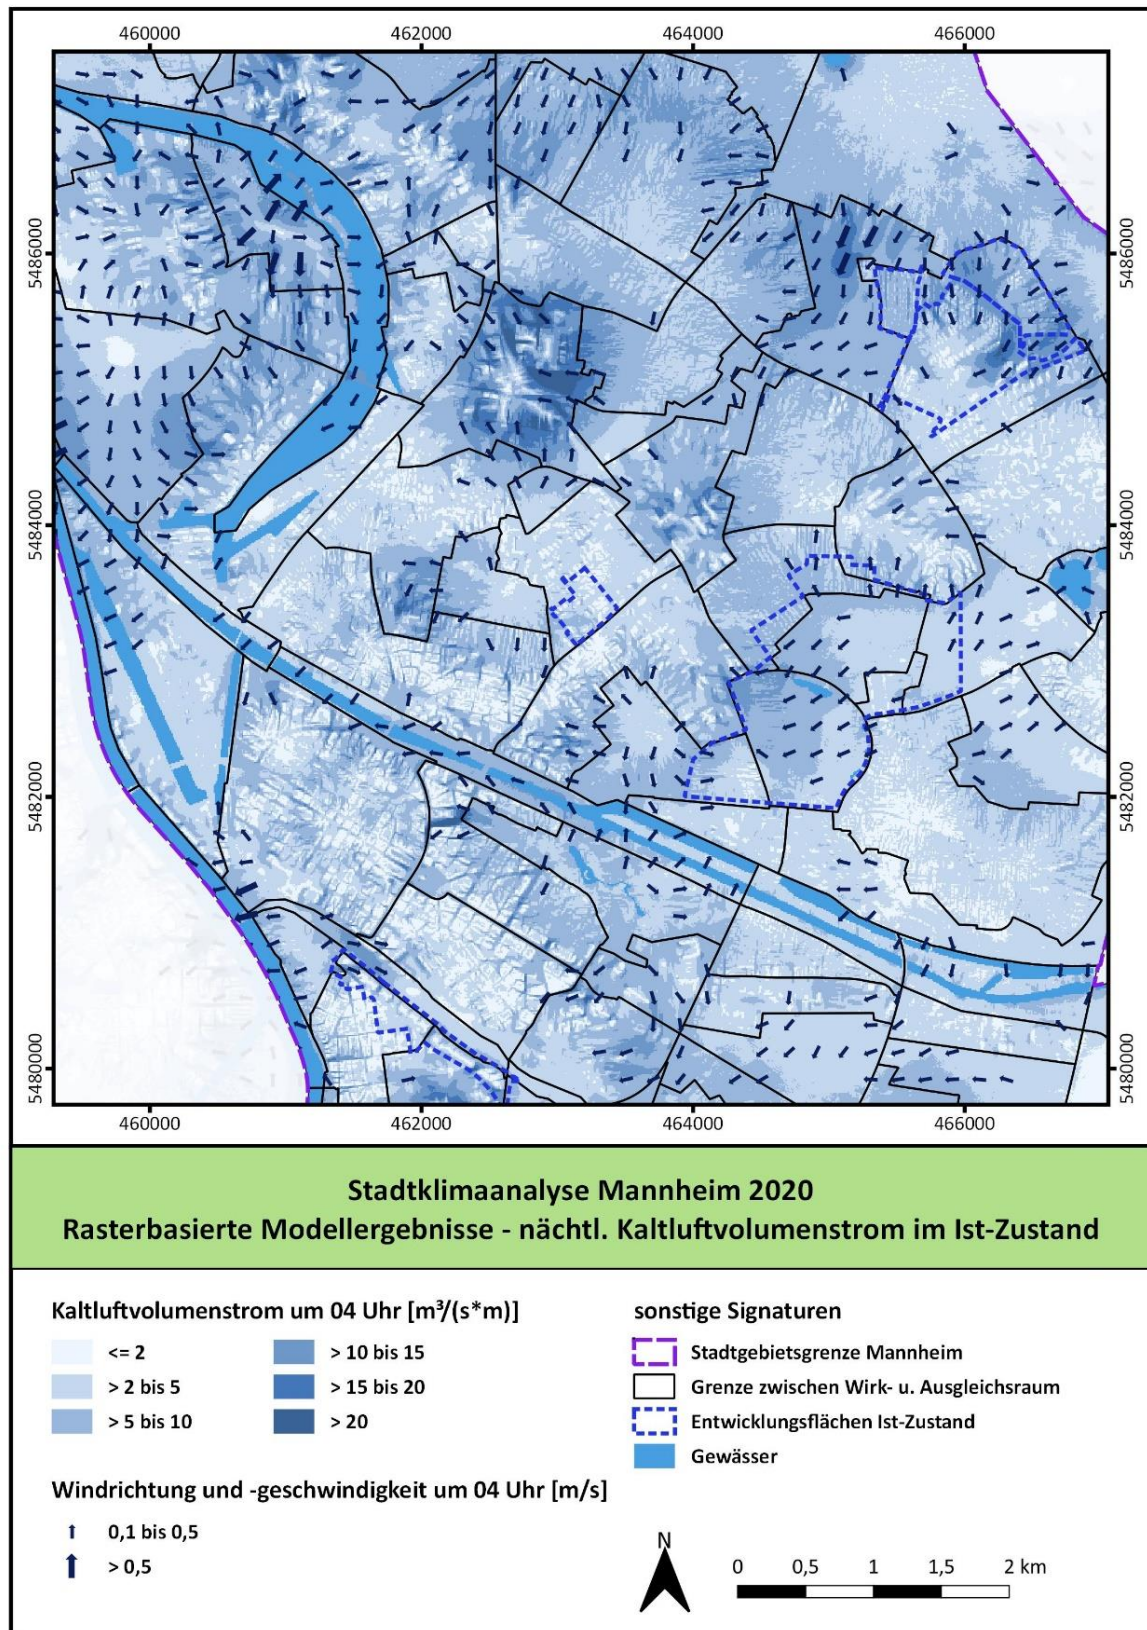 460000 462000 464000 466000
5486000 5486000
5484000 5484000
5482000 5482000
5480000 5480000
460000 462000 464000 466000
Stadtklimaanalyse Mannheim 2020
Rasterbasierte Modellergebnisse - nächtl. Kaltluftvolumenstrom im Ist-Zustand
Kaltluftvolumenstrom um 04 Uhr [m³/(s*m)]
<= 2
> 2 bis 5
> 5 bis 10
> 10 bis 15
> 15 bis 20
> 20
Windrichtung und -geschwindigkeit um 04 Uhr [m/s]
0,1 bis 0,5
> 0,5
sonstige Signaturen
Stadtgebietsgrenze Mannheim
Grenze zwischen Wirk- u. Ausgleichsraum
Entwicklungsflächen Ist-Zustand
Gewässer
N
0 0,5 1 1,5 2 km